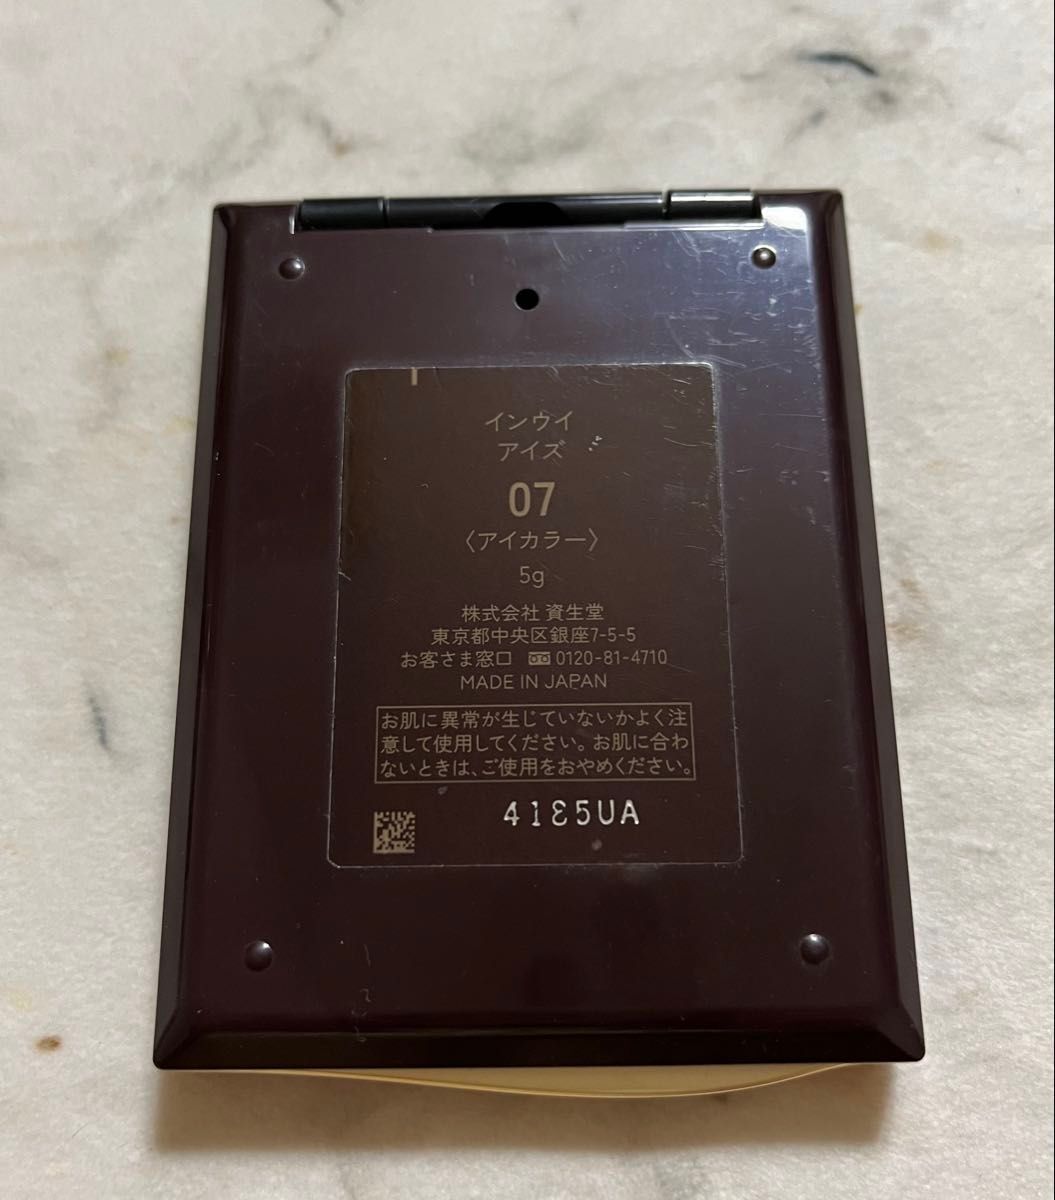 インウイ
アイズ
07
〈アイカラー〉
5g
株式会社 資生堂
東京都中央区銀座7-5-5
お客さま窓口 0120-81-4710
MADE IN JAPAN
お肌に異常が生じていないかよく注
意して使用してください。お肌に合わ
ないときは、ご使用をおやめください。
4185UA